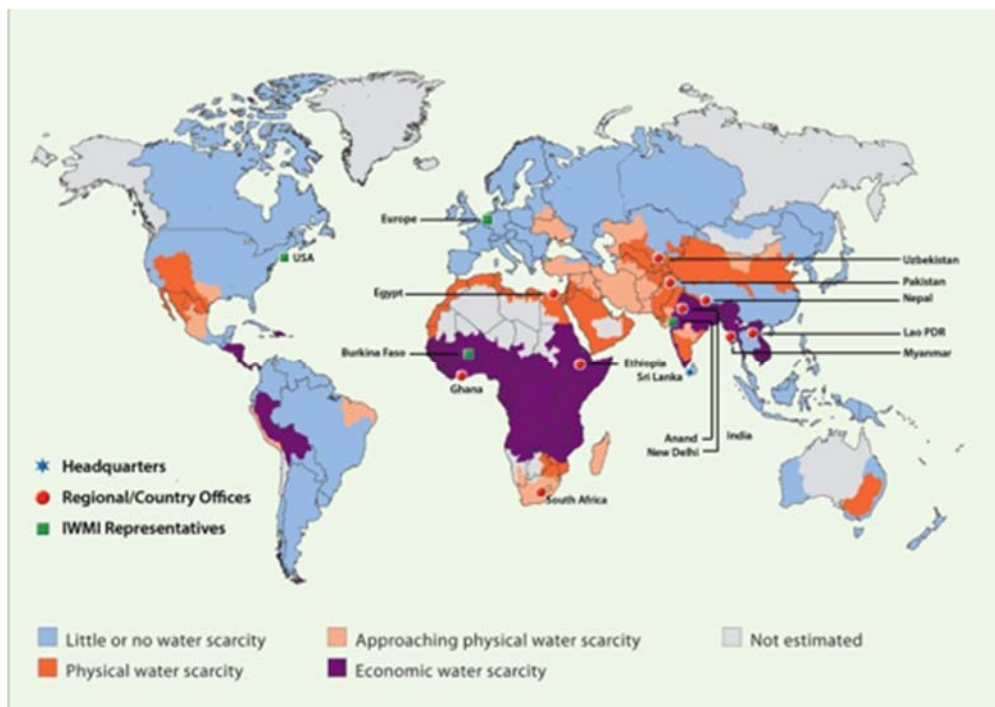 Europe
USA
Egypt
Burkina Faso
Ghana
Ethiopia
Sri Lanka
Uzbekistan
Pakistan
Nepal
Lao PDR
Myanmar
Anand
New Delhi
India
South Africa
Headquarters
Regional/Country Offices
IWMI Representatives
Little or no water scarcity
Physical water scarcity
Approaching physical water scarcity
Economic water scarcity
Not estimated